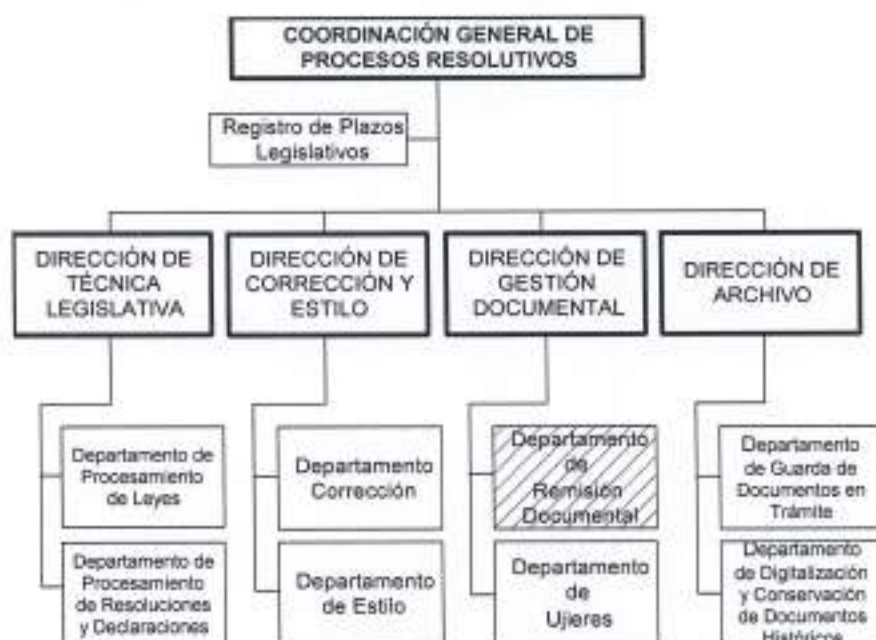 COORDINACIÓN GENERAL DE
PROCESOS RESOLUTIVOS
Registro de Plazos
Legislativos
DIRECCIÓN DE
TÉCNICA
LEGISLATIVA
DIRECCIÓN DE
CORRECCIÓN Y
ESTILO
DIRECCIÓN DE
GESTIÓN
DOCUMENTAL
DIRECCIÓN DE
ARCHIVO
Departamento de
Procesamiento
de Leyes
Departamento
Corrección
Departamento
de
Remisión
Documental
Departamento
de Guarda de
Documentos en
Trámite
Departamento de
Procesamiento
de Resoluciones
y Declaraciones
Departamento
de Estilo
Departamento
de
Ujieres
Departamento
de Digitalización
y Conservación
de Documentos
Históricos